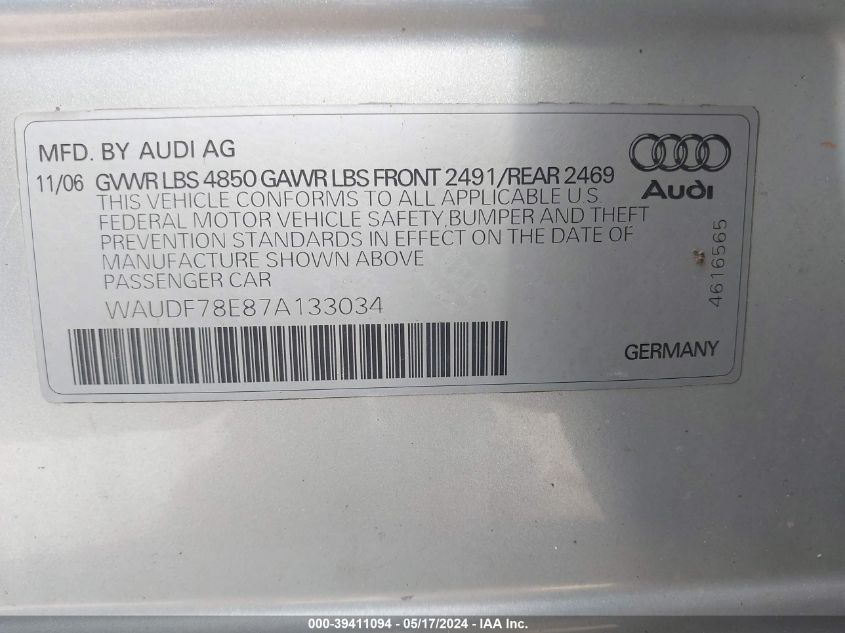 MFD. BY AUDI AG
11/06 GVWR LBS 4850 GAWR LBS FRONT 2491/REAR 2469
THIS VEHICLE CONFORMS TO ALL APPLICABLE U.S
FEDERAL MOTOR VEHICLE SAFETY,BUMPER AND THEFT
PREVENTION STANDARDS IN EFFECT ON THE DATE OF
MANUFACTURE SHOWN ABOVE
PASSENGER CAR
WAUDF78E87A133034
Audi
4616565
GERMANY
000-39411094 - 05/17/2024 - IAA Inc.